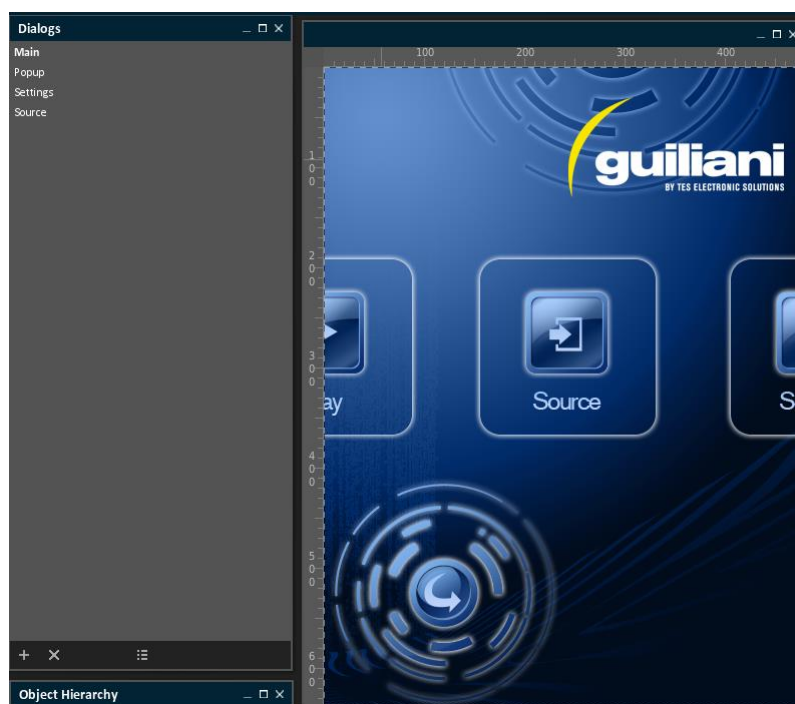 Dialogs
Main
Popup
Settings
Source
100 200 300 400
100
200
300
400
500
600
guiliani
BY TES ELECTRONIC SOLUTIONS
ay Source S
Object Hierarchy